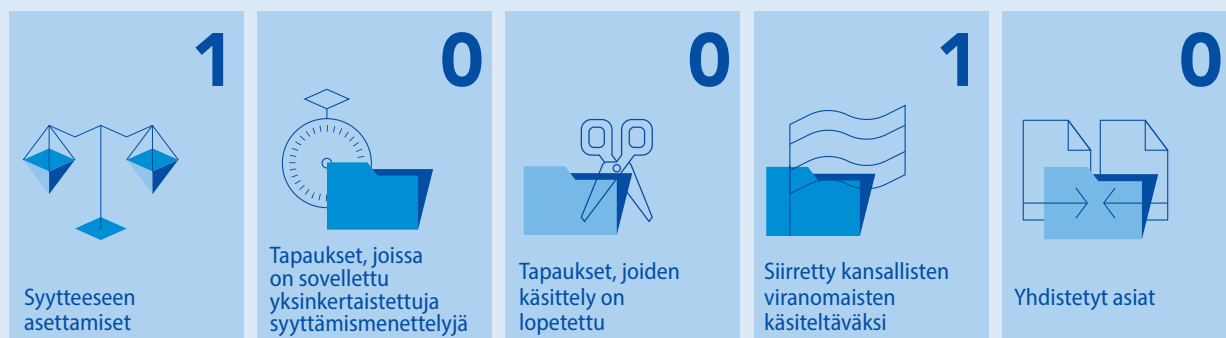 1
Syytteeseen
asettamiset
0
Tapaukset, joissa
on sovellettu
yksinkertaistettuja
syyttämismenettelyjä
0
Tapaukset, joiden
käsittely on
lopetettu
1
Siirretty kansallisten
viranomaisten
käsiteltäväksi
0
Yhdistetyt asiat